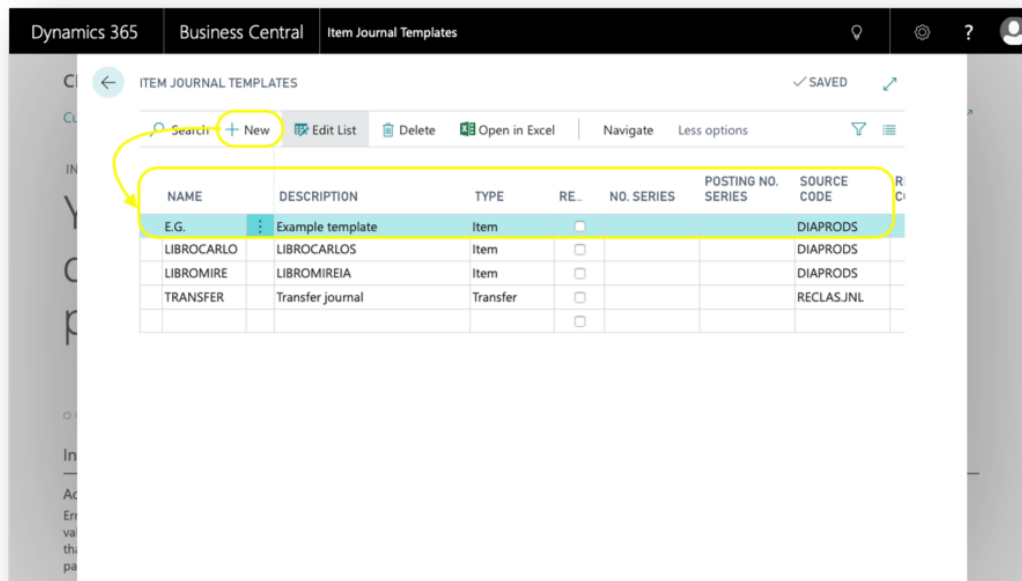 Dynamics 365 Business Central Item Journal Templates ?
ITEM JOURNAL TEMPLATES SAVED
Search New Edit List Delete Open in Excel Navigate Less options
NAME DESCRIPTION TYPE RE... NO. SERIES POSTING NO. SERIES SOURCE CODE
E.G. Example template Item DIAPRODS
LIBROCARLO LIBROCARLOS Item DIAPRODS
LIBROMIRE LIBROMIREIA Item DIAPRODS
TRANSFER Transfer journal Transfer RECLAS.JNL